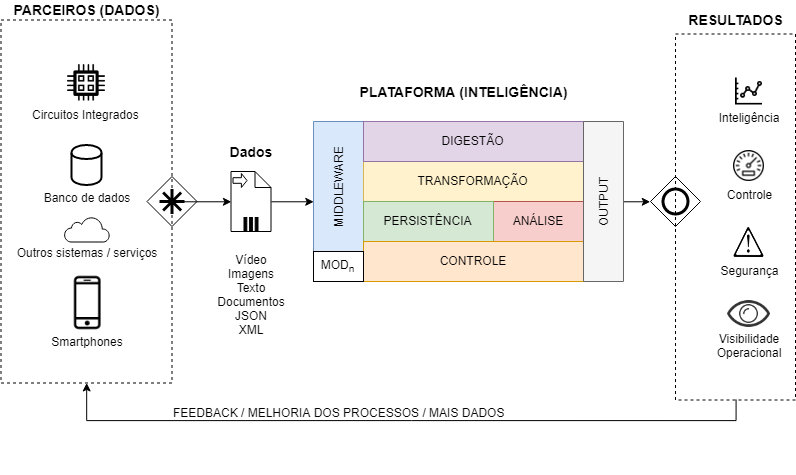 PARCEIROS (DADOS)
Circuitos Integrados
Banco de dados
Outros sistemas / serviços
Smartphones
Dados
Vídeo
Imagens
Texto
Documentos
JSON
XML
PLATAFORMA (INTELIGÊNCIA)
MIDDLEWARE
MODn
DIGESTÃO
TRANSFORMAÇÃO
PERSISTÊNCIA
ANÁLISE
CONTROLE
OUTPUT
RESULTADOS
Inteligência
Controle
Segurança
Visibilidade
Operacional
FEEDBACK / MELHORIA DOS PROCESSOS / MAIS DADOS